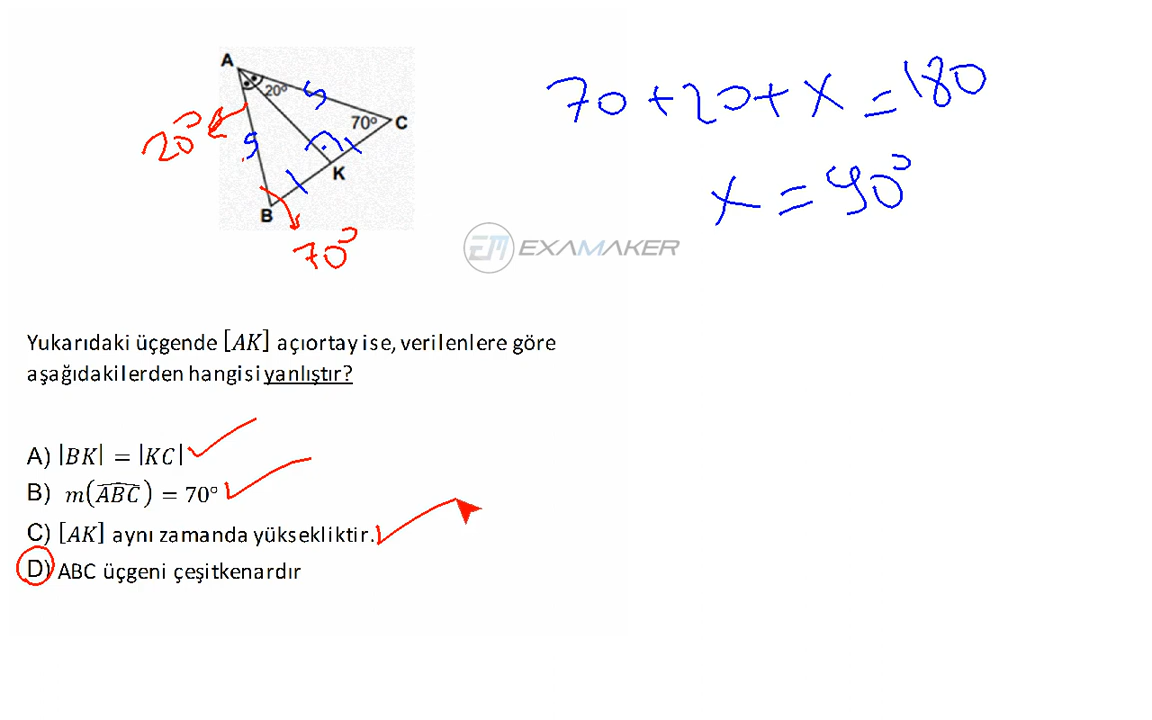 A
20°
70°
C
K
B
20°
70°
S
S
70 + 20 + x = 180
x = 90°
EM EXAMAKER
Yukarıdaki üçgende [AK] açıortay ise, verilenlere göre
aşağıdakilerden hangisi yanlıştır?
A) |BK| = |KC|
B) m(ABC) = 70°
C) [AK] aynı zamanda yüksekliktir.
D) ABC üçgeni çeşitkenardır